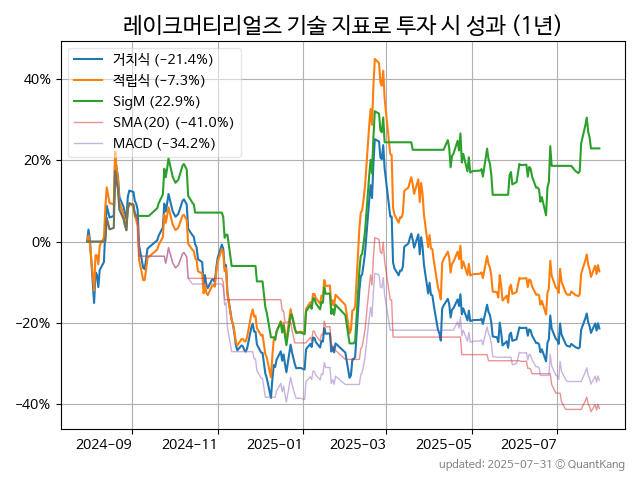 레이크머티리얼즈 기술 지표로 투자 시 성과 (1년)
거치식 (−21.4%)
적립식 (−7.3%)
SigM (22.9%)
SMA(20) (−41.0%)
MACD (−34.2%)
40%
20%
0%
−20%
−40%
2024-09 2024-11 2025-01 2025-03 2025-05 2025-07
updated: 2025-07-31 © QuantKang